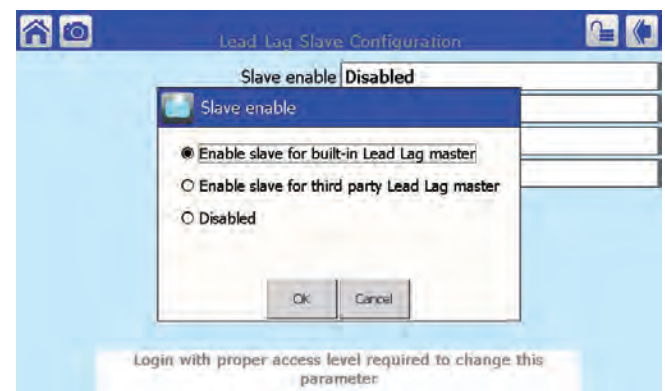 Lead Lag Slave Configuration
Slave enable Disabled
Slave enable
Enable slave for built-in Lead Lag master
Enable slave for third party Lead Lag master
Disabled
Ok Cancel
Login with proper access level required to change this
parameter